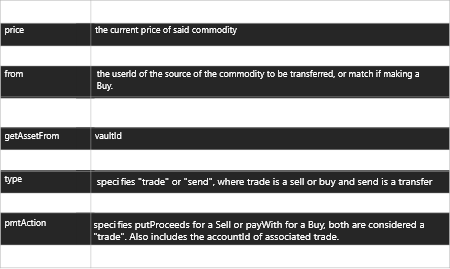 price the current price of said commodity
from the userId of the source of the commodity to be transferred, or match if making a
Buy.
getAssetFrom vaultId
type specifies "trade" or "send", where trade is a sell or buy and send is a transfer
pmtAction specifies putProceeds for a Sell or payWith for a Buy, both are considered a
"trade". Also includes the accountId of associated trade.